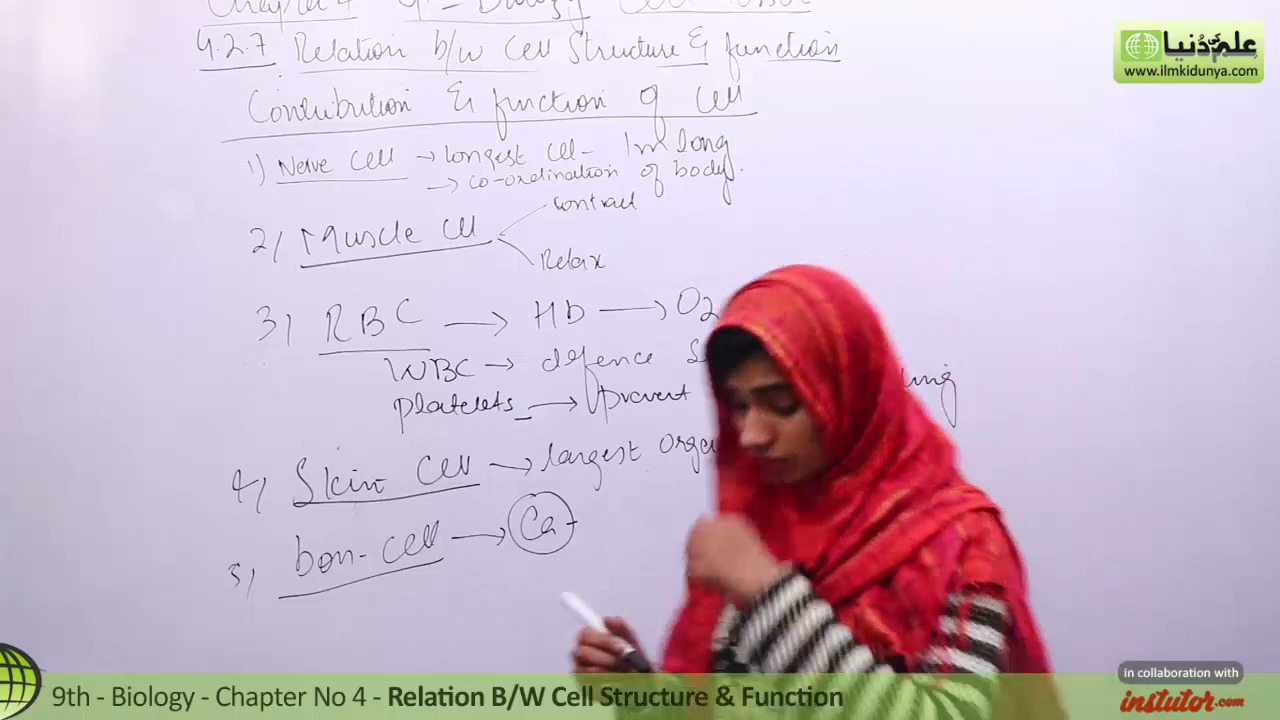 Chapter 4
4.2.7 Relation b/w Cell Structure & function
Contribution & function of cell
1) Nerve Cell → longest cell - 1m long
→ co-ordination of body.
2) Muscle cell
contract
Relax
3) RBC → Hb → O2
WBC → defence
platelets → prevent
4) Skin Cell → largest
5) bon-cell → Ca+
علم کی دُنیا
www.ilmkidunya.com
9th - Biology - Chapter No 4 - Relation B/W Cell Structure & Function
in collaboration with
instutor.com